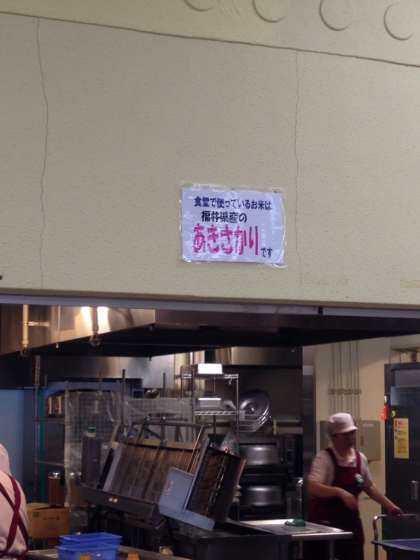 食堂で使っているお米は
福井県産の
あきさかりです